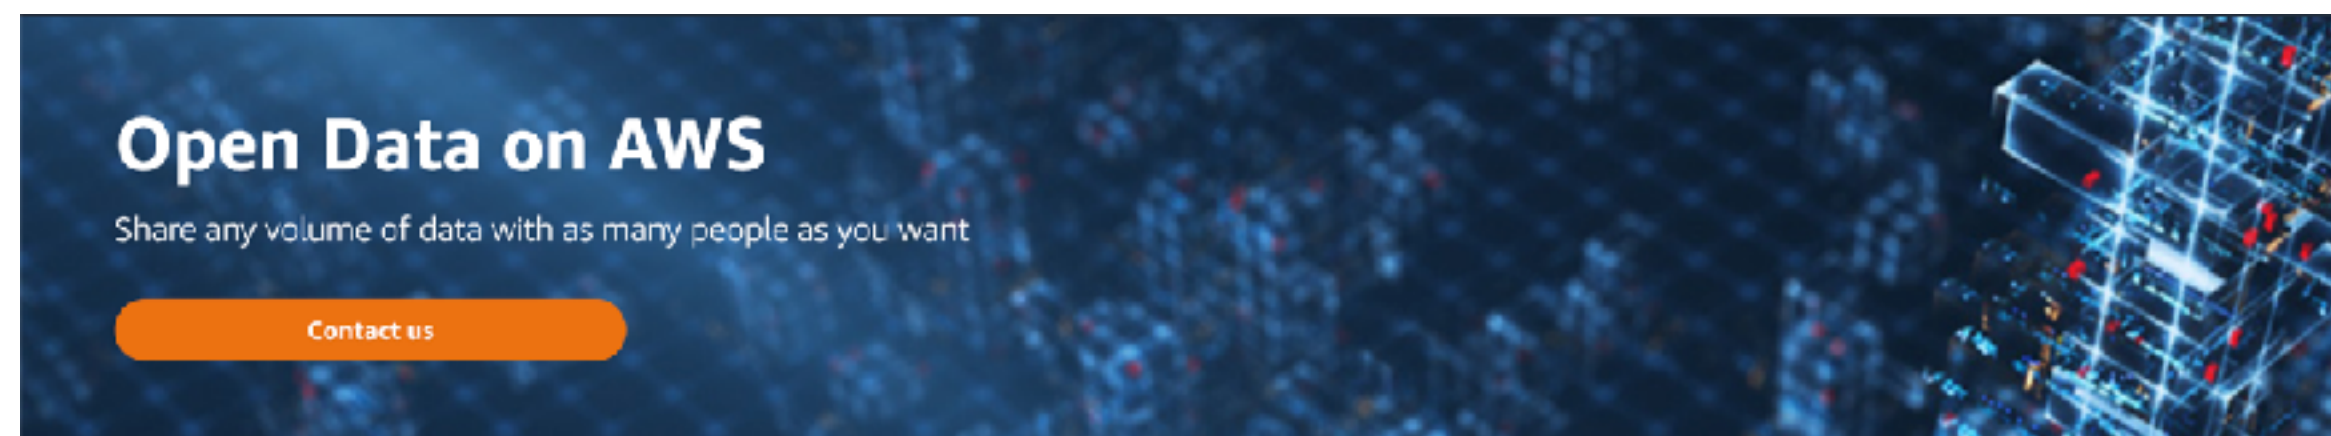 Open Data on AWS
Share any volume of data with as many people as you want
Contact us